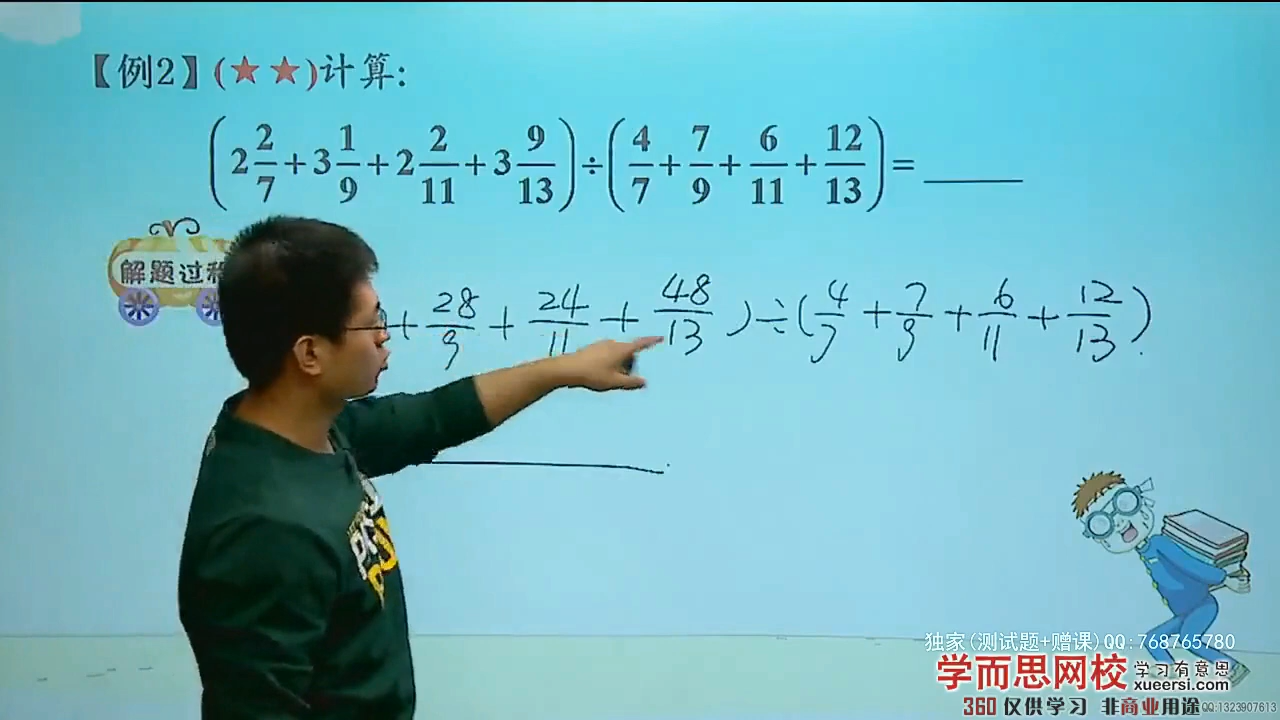 【例2】(★★)计算:
(2 2/7 + 3 1/9 + 2 2/11 + 3 9/13) ÷ (4/7 + 7/9 + 6/11 + 12/13) = ____
解题过
+ 28/9 + 24/11 + 48/13 ) ÷ ( 4/7 + 7/9 + 6/11 + 12/13 )
独家(测试题+赠课)QQ:768765780
学而思网校 学习有意思
xueersi.com
360 仅供学习 非商业用途 QQ:1323907613